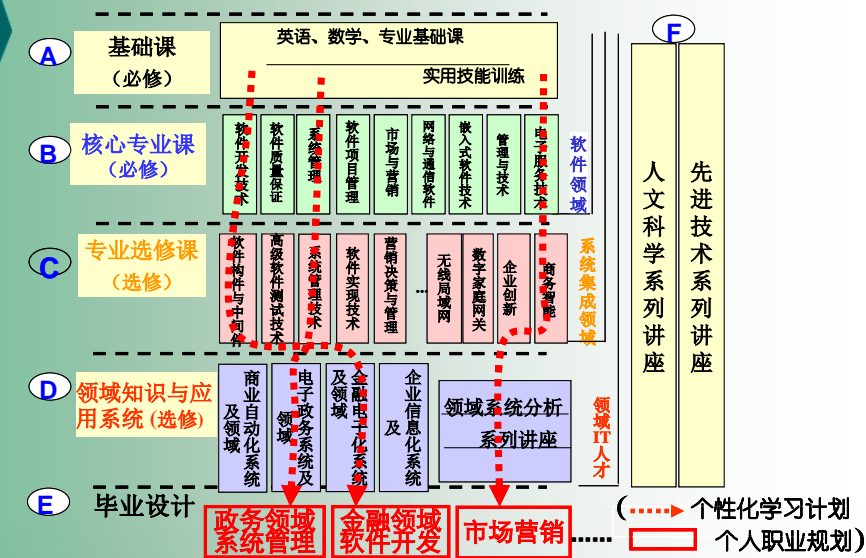 A
基础课
（必修）
英语、数学、专业基础课
实用技能训练
F
B
核心专业课
（必修）
软件开发技术
软件质量保证
系统管理
软件项目管理
市场与营销
网络与通信软件
嵌入式软件技术
管理与技术
电子服务技术
软件领域
C
专业选修课
（选修）
软件构件与中间件
高级软件测试技术
系统管理技术
软件实现技术
营销决策与管理
...
无线局域网
数字家庭网关
企业创新
商务智能
系统集成领域
人文科学系列讲座
先进技术系列讲座
D
领域知识与应
用系统 (选修)
商业自动化系统
及领域
电子政务系统及
领域
金融电子化系统
及领域
企业信息化系统
及
领域系统分析
系列讲座
领域IT人才
E
毕业设计
政务领域
系统管理
金融领域
软件开发
市场营销
......
（
个性化学习计划
个人职业规划）